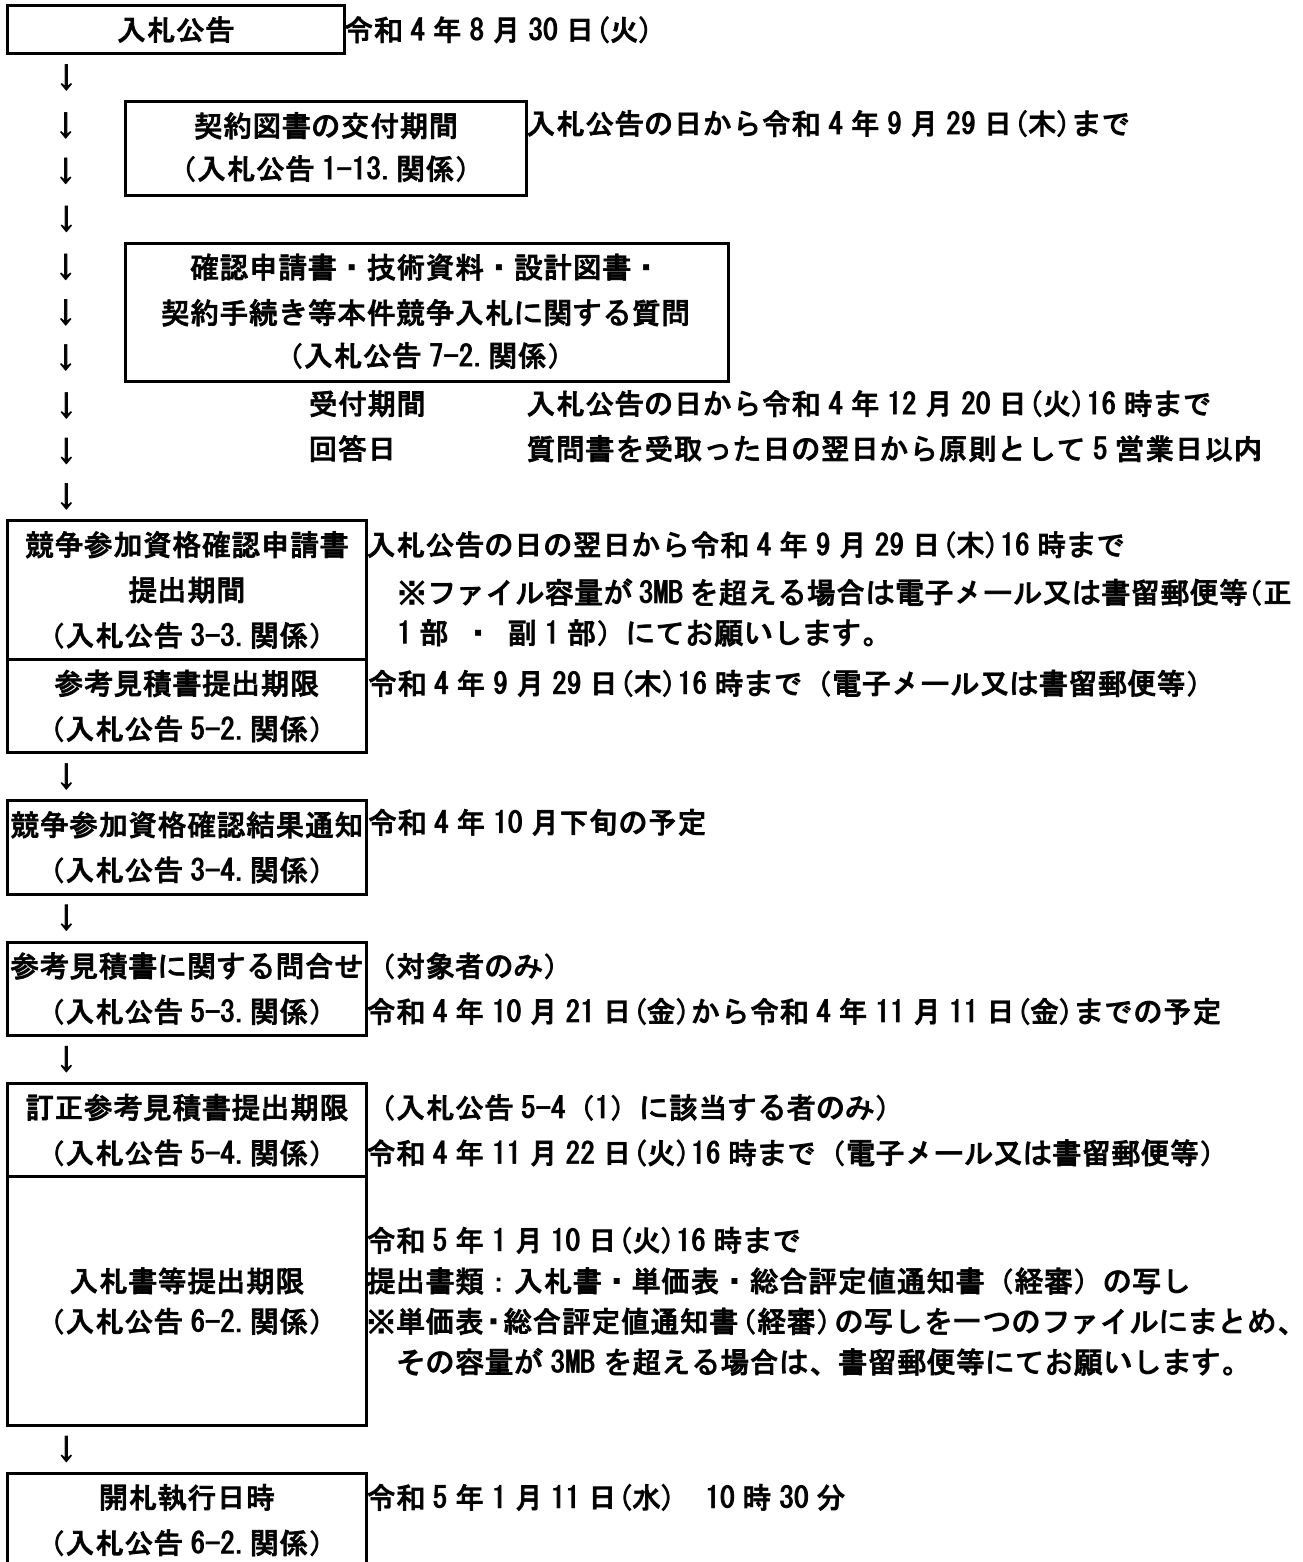 入札公告 令和4年8月30日(火)
↓
↓ 契約図書の交付期間 入札公告の日から令和4年9月29日(木)まで
↓ (入札公告1-13.関係)
↓
↓ 確認申請書・技術資料・設計図書・
↓ 契約手続き等本件競争入札に関する質問
↓ (入札公告7-2.関係)
↓ 受付期間 入札公告の日から令和4年12月20日(火)16時まで
↓ 回答日 質問書を受取った日の翌日から原則として5営業日以内
↓
競争参加資格確認申請書 入札公告の日の翌日から令和4年9月29日(木)16時まで
提出期間 ※ファイル容量が3MBを超える場合は電子メール又は書留郵便等(正
(入札公告3-3.関係) 1部 ・ 副1部)にてお願いします。
参考見積書提出期限 令和4年9月29日(木)16時まで(電子メール又は書留郵便等)
(入札公告5-2.関係)
↓
競争参加資格確認結果通知 令和4年10月下旬の予定
(入札公告3-4.関係)
↓
参考見積書に関する問合せ (対象者のみ)
(入札公告5-3.関係) 令和4年10月21日(金)から令和4年11月11日(金)までの予定
↓
訂正参考見積書提出期限 (入札公告5-4(1)に該当する者のみ)
(入札公告5-4.関係) 令和4年11月22日(火)16時まで(電子メール又は書留郵便等)
令和5年1月10日(火)16時まで
入札書等提出期限 提出書類:入札書・単価表・総合評定値通知書(経審)の写し
(入札公告6-2.関係) ※単価表・総合評定値通知書(経審)の写しを一つのファイルにまとめ、
その容量が3MBを超える場合は、書留郵便等にてお願いします。
↓
開札執行日時 令和5年1月11日(水) 10時30分
(入札公告6-2.関係)